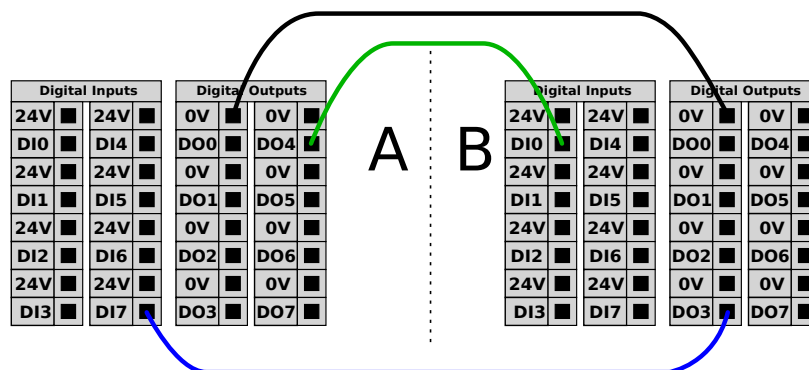 Digital Inputs Digital Outputs Digital Inputs Digital Outputs
24V 24V 0V 0V 24V 24V 0V 0V
DI0 DI4 DO0 DO4 A B DI0 DI4 DO0 DO4
24V 24V 0V 0V 24V 24V 0V 0V
DI1 DI5 DO1 DO5 DI1 DI5 DO1 DO5
24V 24V 0V 0V 24V 24V 0V 0V
DI2 DI6 DO2 DO6 DI2 DI6 DO2 DO6
24V 24V 0V 0V 24V 24V 0V 0V
DI3 DI7 DO3 DO7 DI3 DI7 DO3 DO7